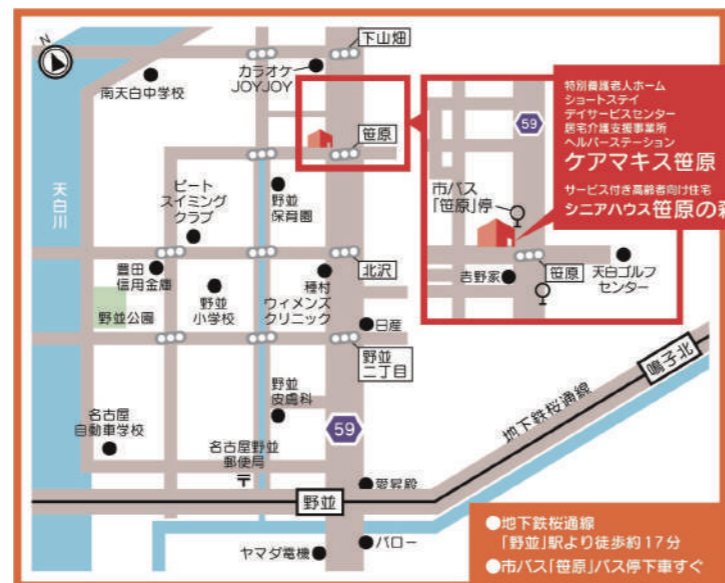 N
下山畑
カラオケ
JOYJOY
南天白中学校
笹原
天白川
ビート
スイミング
クラブ
野並
保育園
北沢
豊田
信用金庫
野並
小学校
種村
ウィメンズ
クリニック
野並公園
日産
野並
二丁目
野並
皮膚科
59
名古屋
自動車学校
名古屋野並
郵便局
〒
愛昇殿
野並
地下鉄桜通線
鳴子北
ヤマダ電機
バロー
特別養護老人ホーム
ショートステイ
デイサービスセンター
居宅介護支援事業所
ヘルパーステーション
ケアマキス笹原
サービス付き高齢者向け住宅
シニアハウス笹原の森
59
市バス
「笹原」停
笹原
吉野家
天白ゴルフ
センター
●地下鉄桜通線
「野並」駅より徒歩約17分
●市バス「笹原」バス停下車すぐ